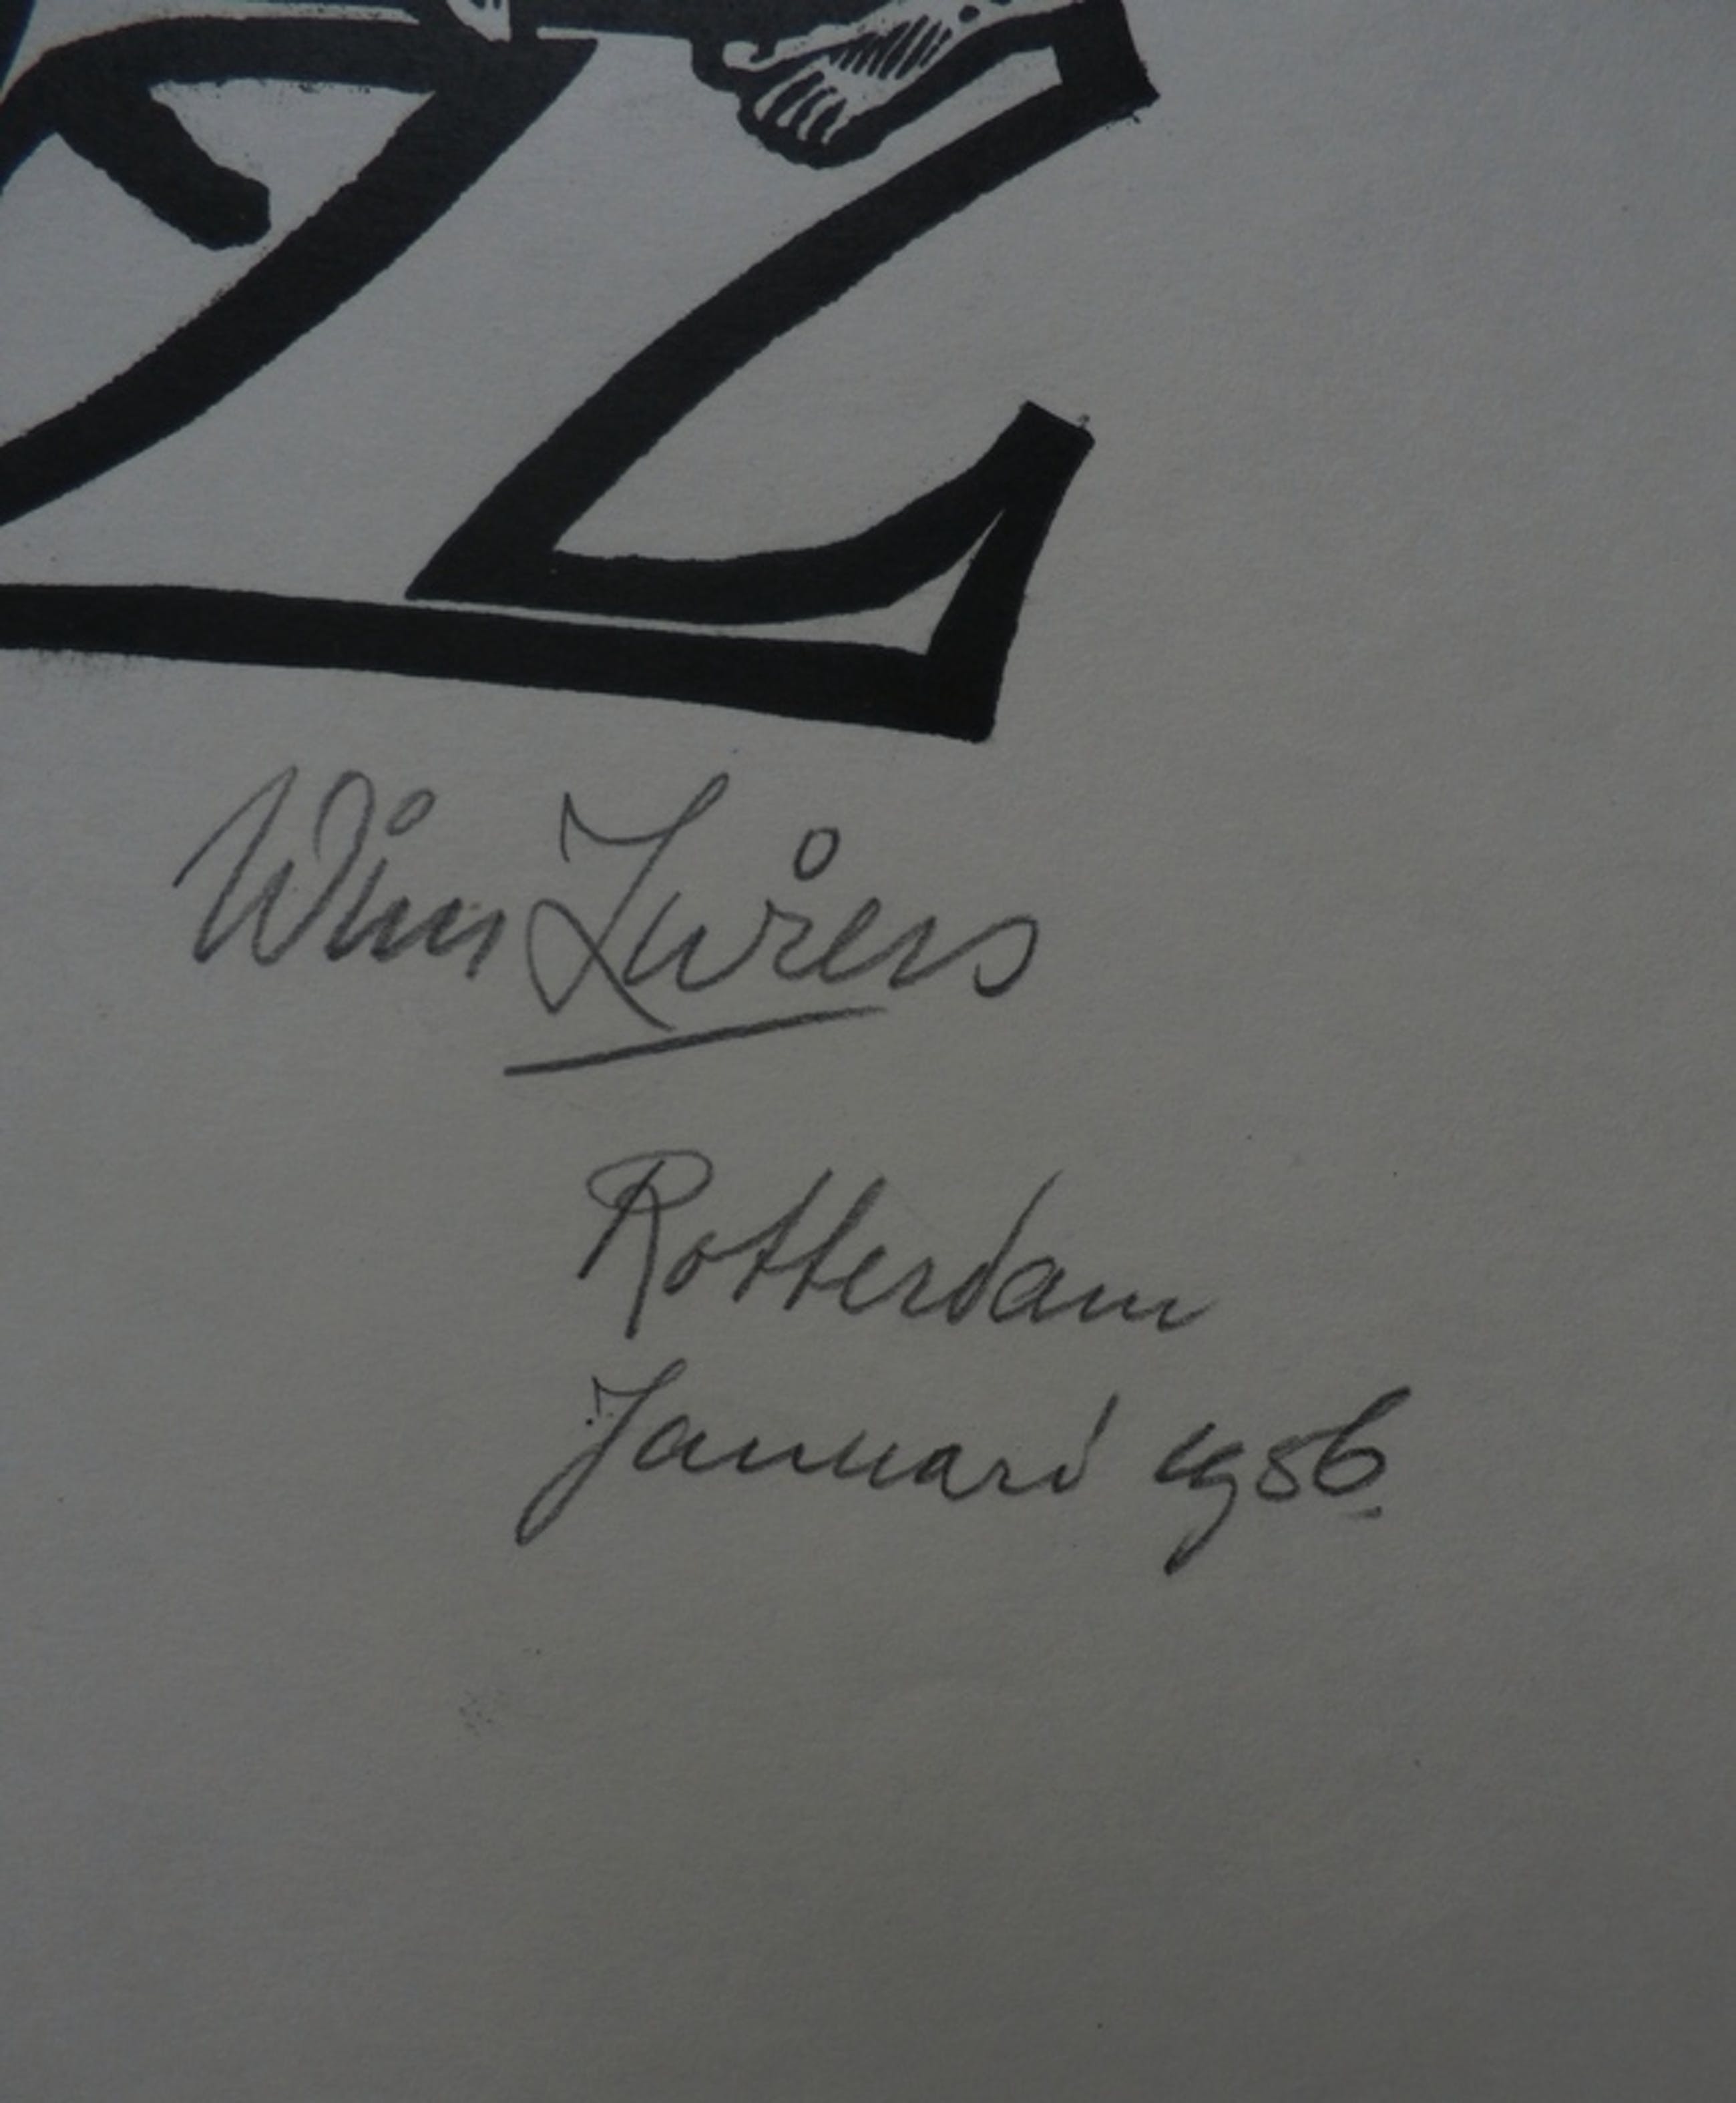 Wim Zwiers
Rotterdam
Januari 1956.